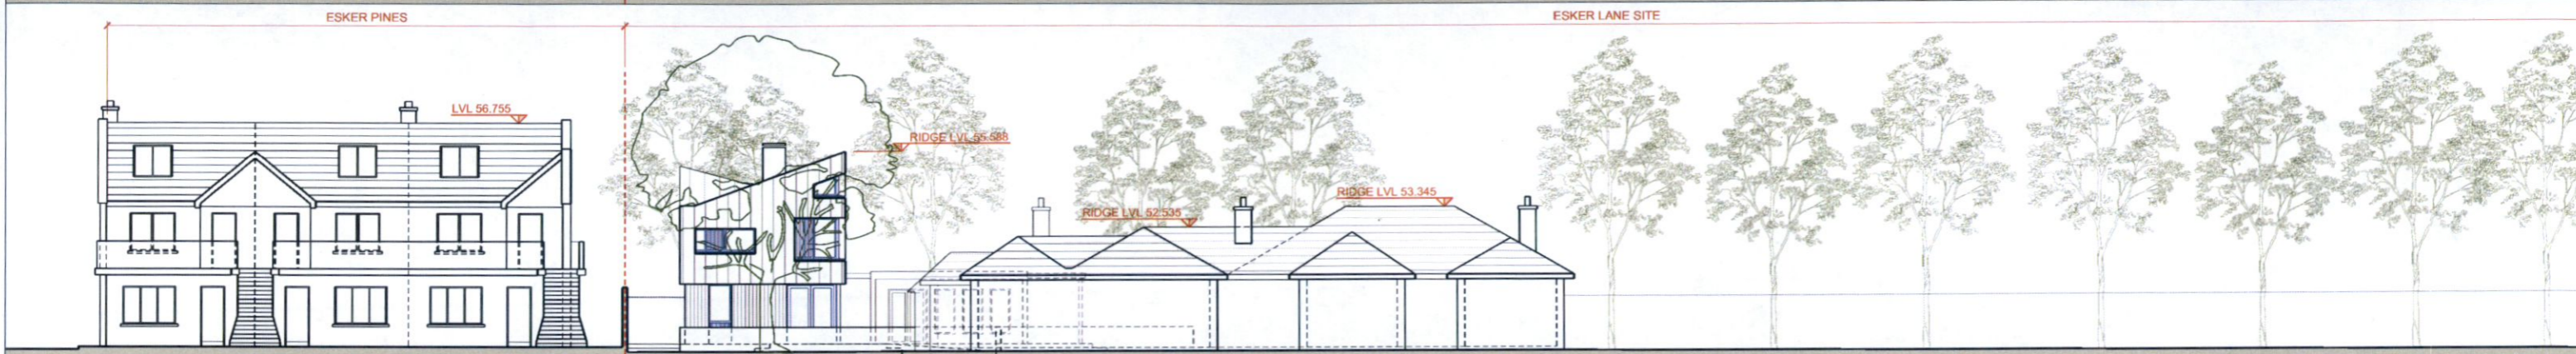 ESKER PINES
ESKER LANE SITE
LVL 56.755
RIDGE LVL 55.588
RIDGE LVL 53.345
RIDGE LVL 52.535